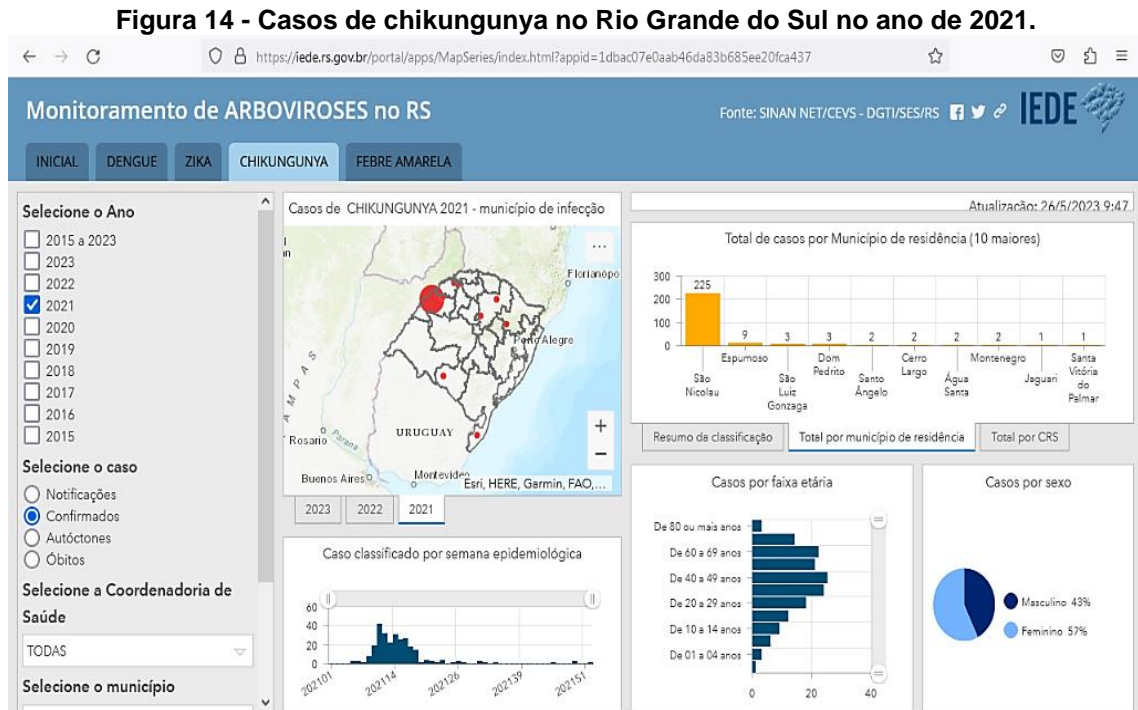 Figura 14 - Casos de chikungunya no Rio Grande do Sul no ano de 2021.
https://iede.rs.gov.br/portal/apps/MapSeries/index.html?appid=1dbac07e0aab46da83b685ee20fca437
Monitoramento de ARBOVIROSES no RS
Fonte: SINAN NET/CEVS - DGTI/SES/RS
IEDE
INICIAL DENGUE ZIKA CHIKUNGUNYA FEBRE AMARELA
Selecione o Ano
2015 a 2023
2023
2022
2021
2020
2019
2018
2017
2016
2015
Selecione o caso
Notificações
Confirmados
Autóctones
Óbitos
Selecione a Coordenadoria de
Saúde
TODAS
Selecione o município
Casos de CHIKUNGUNYA 2021 - município de infecção
Florianópo
Porto Alegre
PAMPAS
Rosario
Parana
URUGUAY
Buenos Aires
Montevideo
Esri, HERE, Garmin, FAO,...
2023 2022 2021
Caso classificado por semana epidemiológica
60
40
20
0
202101 202114 202126 202139 202151
Atualização: 26/5/2023 9:47
Total de casos por Município de residência (10 maiores)
300
200
100
0
225 9 3 3 2 2 2 2 1 1
São Nicolau
Espumoso
São Luiz Gonzaga
Dom Pedrito
Santo Ângelo
Cerro Largo
Água Santa
Montenegro
Jaguari
Santa Vitória do Palmar
Resumo da classificação Total por município de residência Total por CRS
Casos por faixa etária
De 80 ou mais anos
De 60 a 69 anos
De 40 a 49 anos
De 20 a 29 anos
De 10 a 14 anos
De 01 a 04 anos
0 20 40
Casos por sexo
Masculino 43%
Feminino 57%